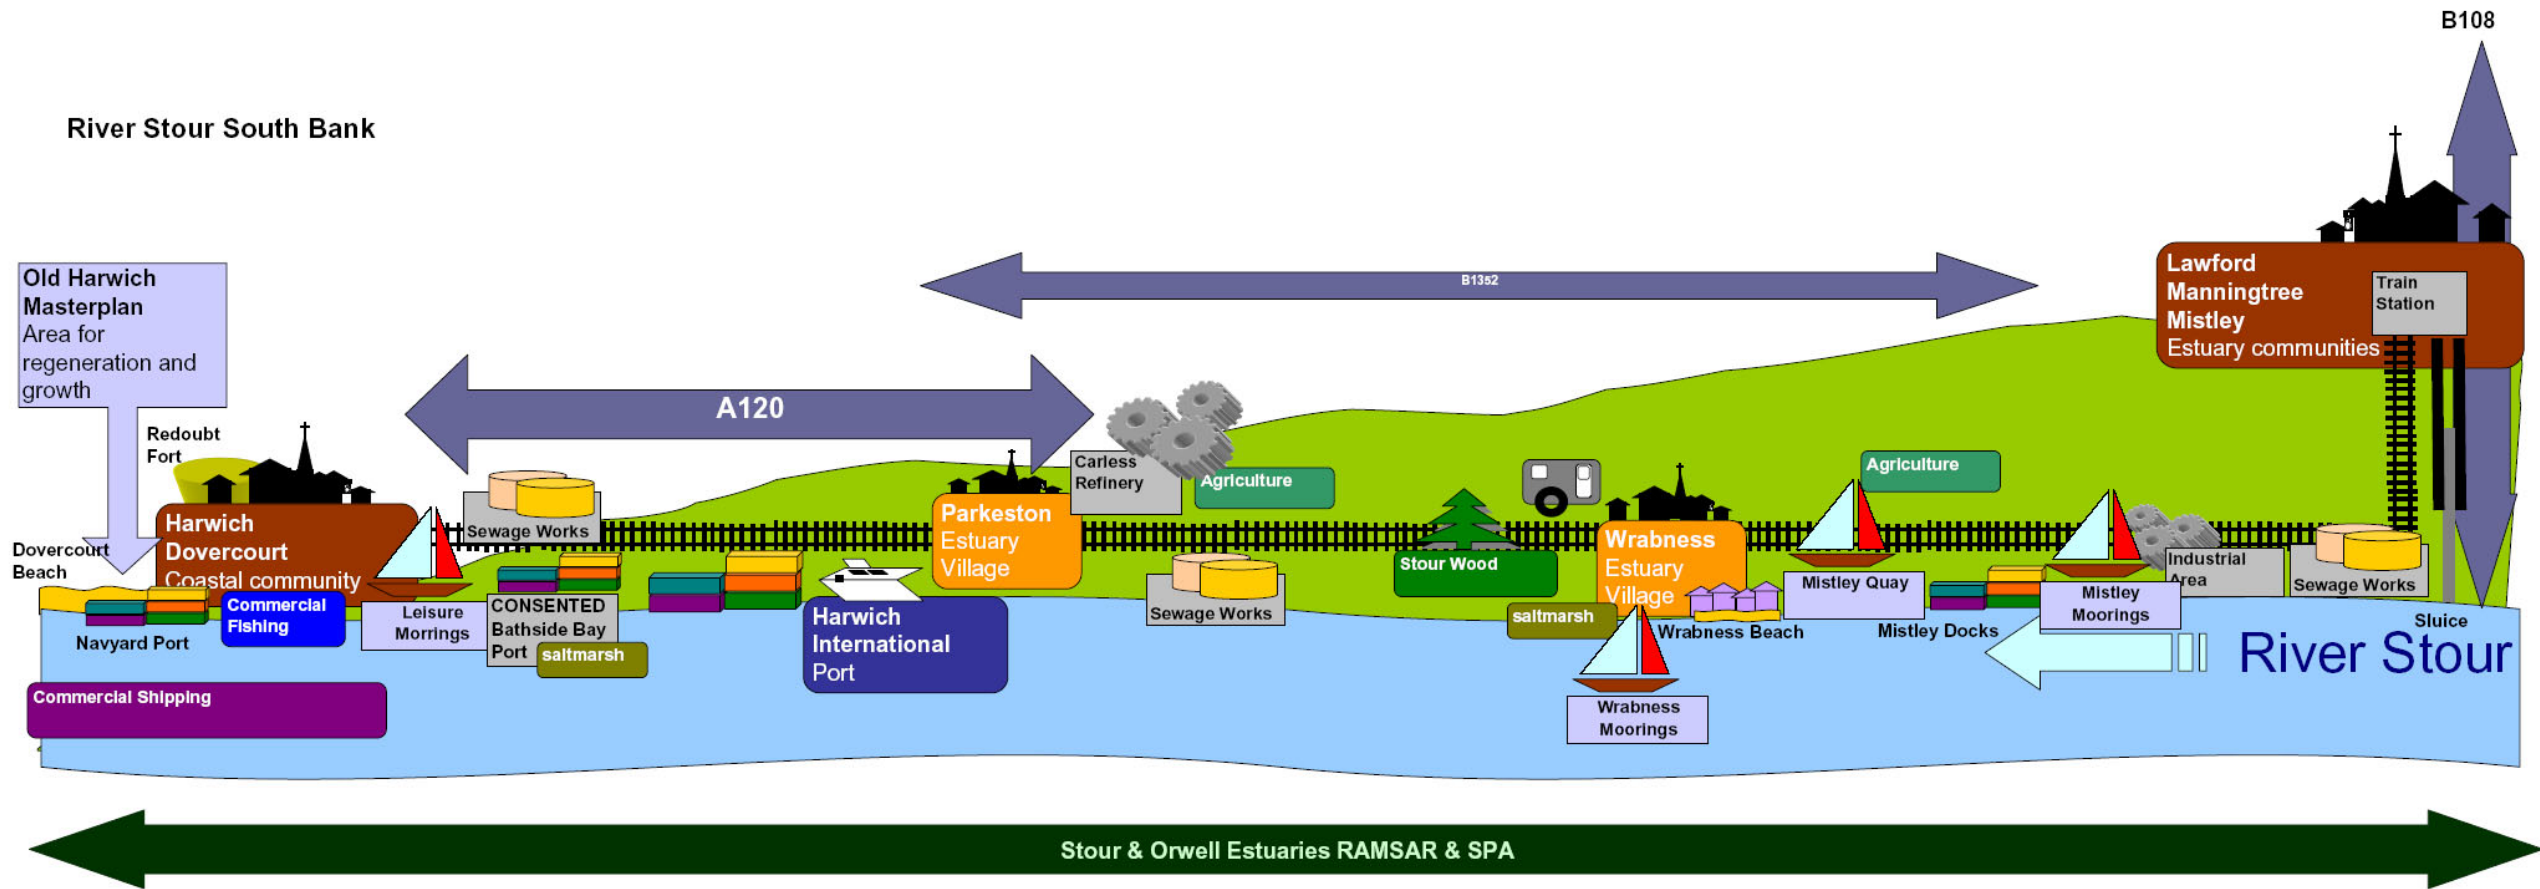 B108
River Stour South Bank
Old Harwich
Masterplan
Area for
regeneration and
growth
B1352
Lawford
Manningtree
Mistley
Estuary communities
Train
Station
A120
Redoubt
Fort
Carless
Refinery
Agriculture
Agriculture
Dovercourt
Beach
Harwich
Dovercourt
Coastal community
Sewage Works
Parkeston
Estuary
Village
Stour Wood
Wrabness
Estuary
Village
Mistley Quay
Industrial
Area
Sewage Works
Navyard Port
Commercial
Fishing
Leisure
Morrings
CONSENTED
Bathside Bay
Port
saltmarsh
Harwich
International
Port
Sewage Works
saltmarsh
Wrabness Beach
Mistley Docks
Mistley
Moorings
Sluice
River Stour
Commercial Shipping
Wrabness
Moorings
Stour & Orwell Estuaries RAMSAR & SPA